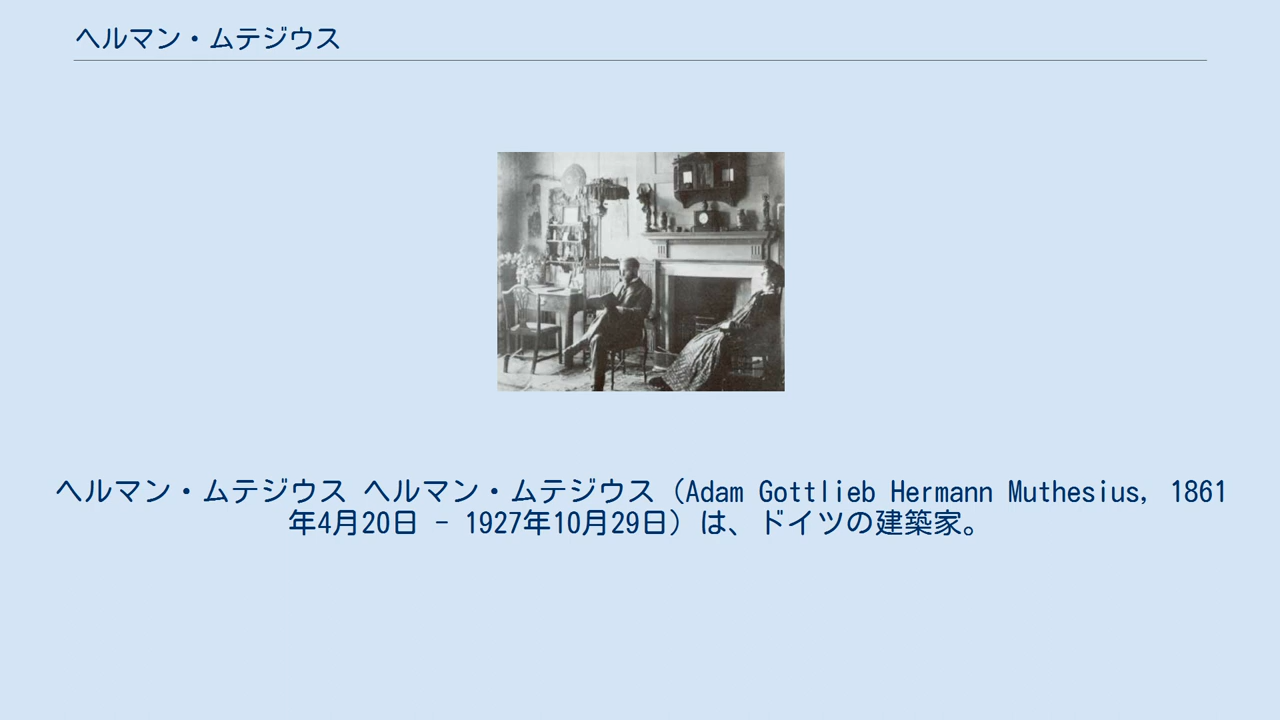 ヘルマン・ムテジウス
ヘルマン・ムテジウス ヘルマン・ムテジウス（Adam Gottlieb Hermann Muthesius, 1861
年4月20日 - 1927年10月29日）は、ドイツの建築家。